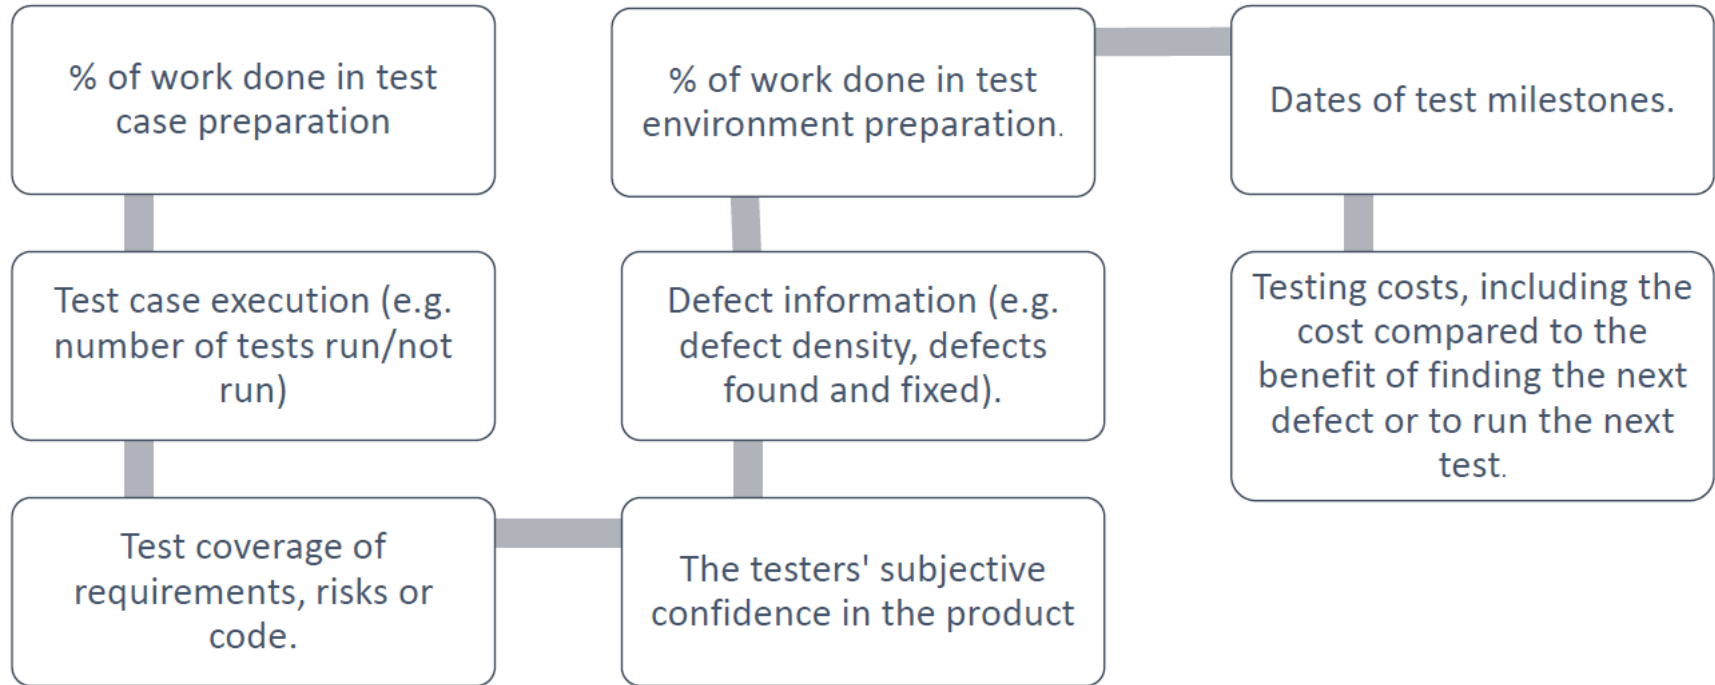 % of work done in test
case preparation
% of work done in test
environment preparation.
Dates of test milestones.
Test case execution (e.g.
number of tests run/not
run)
Defect information (e.g.
defect density, defects
found and fixed).
Testing costs, including the
cost compared to the
benefit of finding the next
defect or to run the next
test.
Test coverage of
requirements, risks or
code.
The testers' subjective
confidence in the product